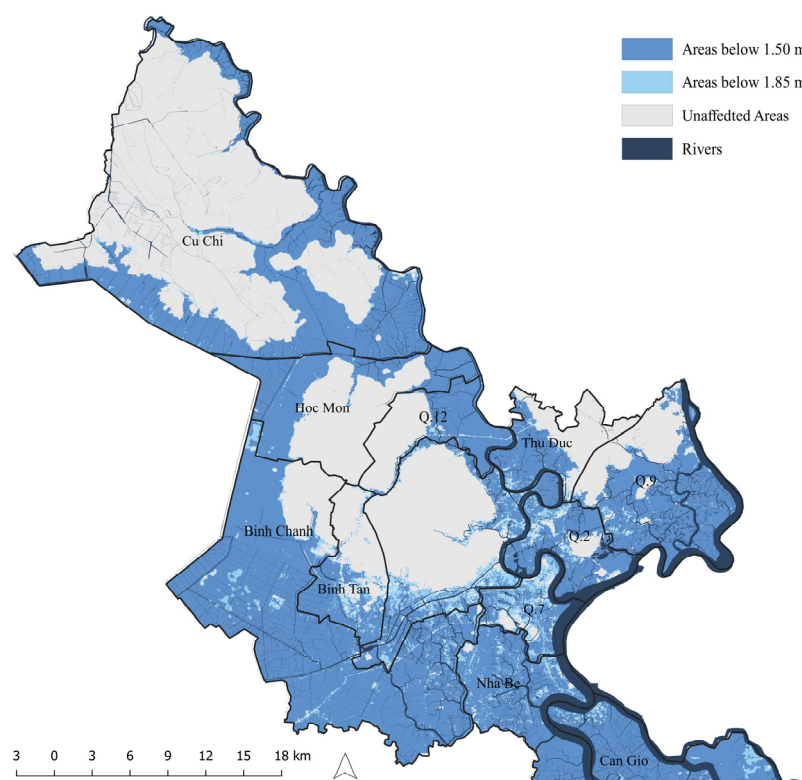 Areas below 1.50 m
Areas below 1.85 m
Unaffedted Areas
Rivers
Cu Chi
Hoc Mon
Q.12
Thu Duc
Q.9
Binh Chanh
Q.2
Binh Tan
Q.7
Nha Be
Can Gio
3 0 3 6 9 12 15 18 km